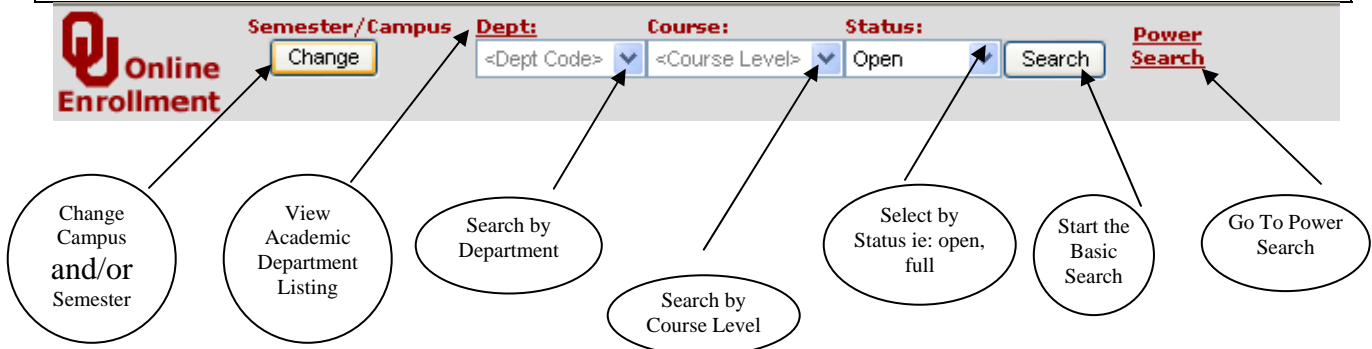 Semester/Campus Dept: Course: Status: Power
OU Online Change <Dept Code> <Course Level> Open Search Search
Enrollment
Change
Campus
and/or
Semester
View
Academic
Department
Listing
Search by
Department
Search by
Course Level
Select by
Status ie: open,
full
Start the
Basic
Search
Go To Power
Search